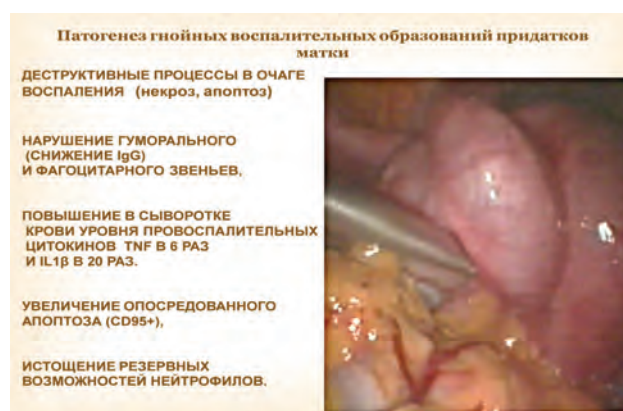 Патогенез гнойных воспалительных образований придатков
матки
ДЕСТРУКТИВНЫЕ ПРОЦЕССЫ В ОЧАГЕ
ВОСПАЛЕНИЯ (некроз, апоптоз)
НАРУШЕНИЕ ГУМОРАЛЬНОГО
(СНИЖЕНИЕ IgG)
И ФАГОЦИТАРНОГО ЗВЕНЬЕВ,
ПОВЫШЕНИЕ В СЫВОРОТКЕ
КРОВИ УРОВНЯ ПРОВОСПАЛИТЕЛЬНЫХ
ЦИТОКИНОВ TNF В 6 РАЗ
И IL1β В 20 РАЗ.
УВЕЛИЧЕНИЕ ОПОСРЕДОВАННОГО
АПОПТОЗА (CD95+),
ИСТОЩЕНИЕ РЕЗЕРВНЫХ
ВОЗМОЖНОСТЕЙ НЕЙТРОФИЛОВ.